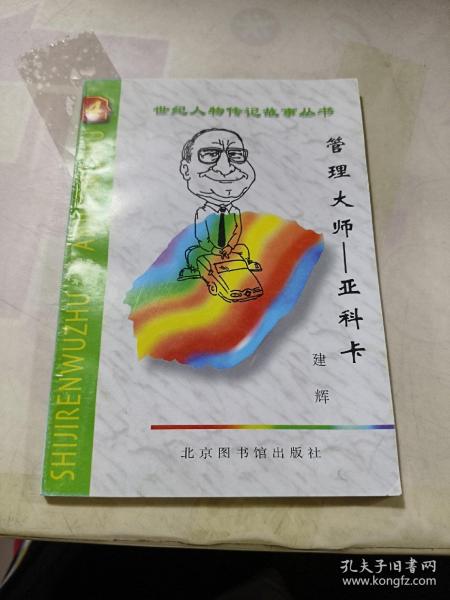 世纪人物传记故事丛书
管理大师—亚科卡
建辉
北京图书馆出版社
SHIJIRENWUZHU
孔夫子旧书网
www.kongfz.com